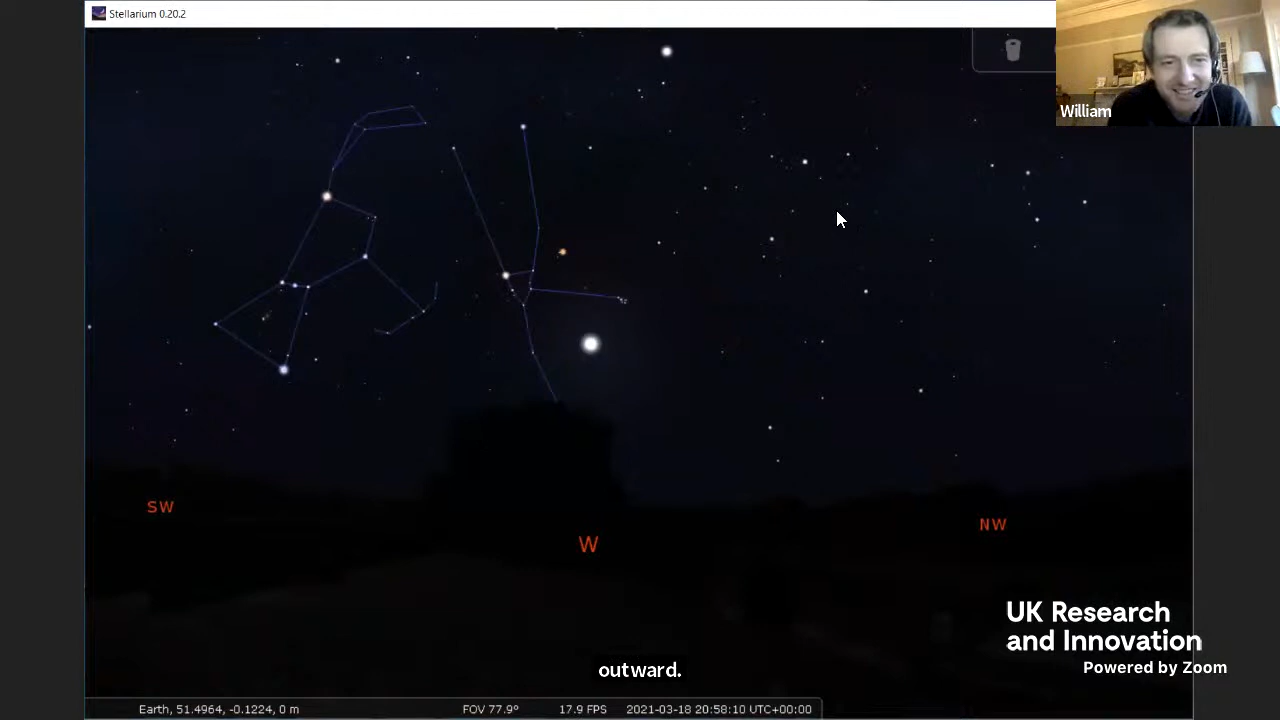 Stellarium 0.20.2
William
SW
W
NW
UK Research
and Innovation
Powered by Zoom
outward.
Earth, 51.4964, -0.1224, 0 m FOV 77.9° 17.9 FPS 2021-03-18 20:58:10 UTC+00:00